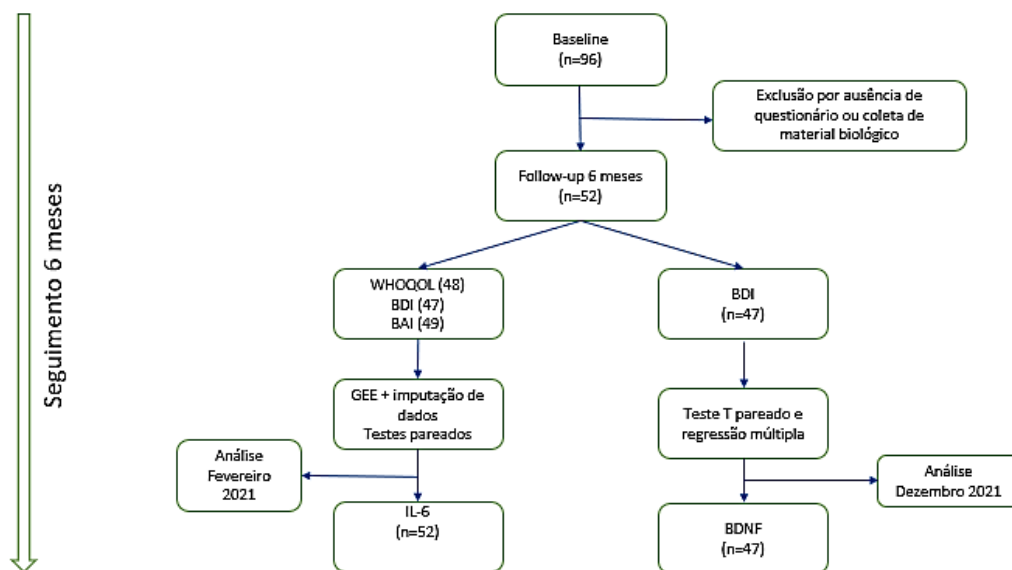 Baseline
(n=96)
Exclusão por ausência de
questionário ou coleta de
material biológico
Follow-up 6 meses
(n=52)
Seguimento 6 meses
WHOQOL (48)
BDI (47)
BAI (49)
BDI
(n=47)
GEE + imputação de
dados
Testes pareados
Teste T pareado e
regressão múltipla
Análise
Fevereiro
2021
Análise
Dezembro 2021
IL-6
(n=52)
BDNF
(n=47)